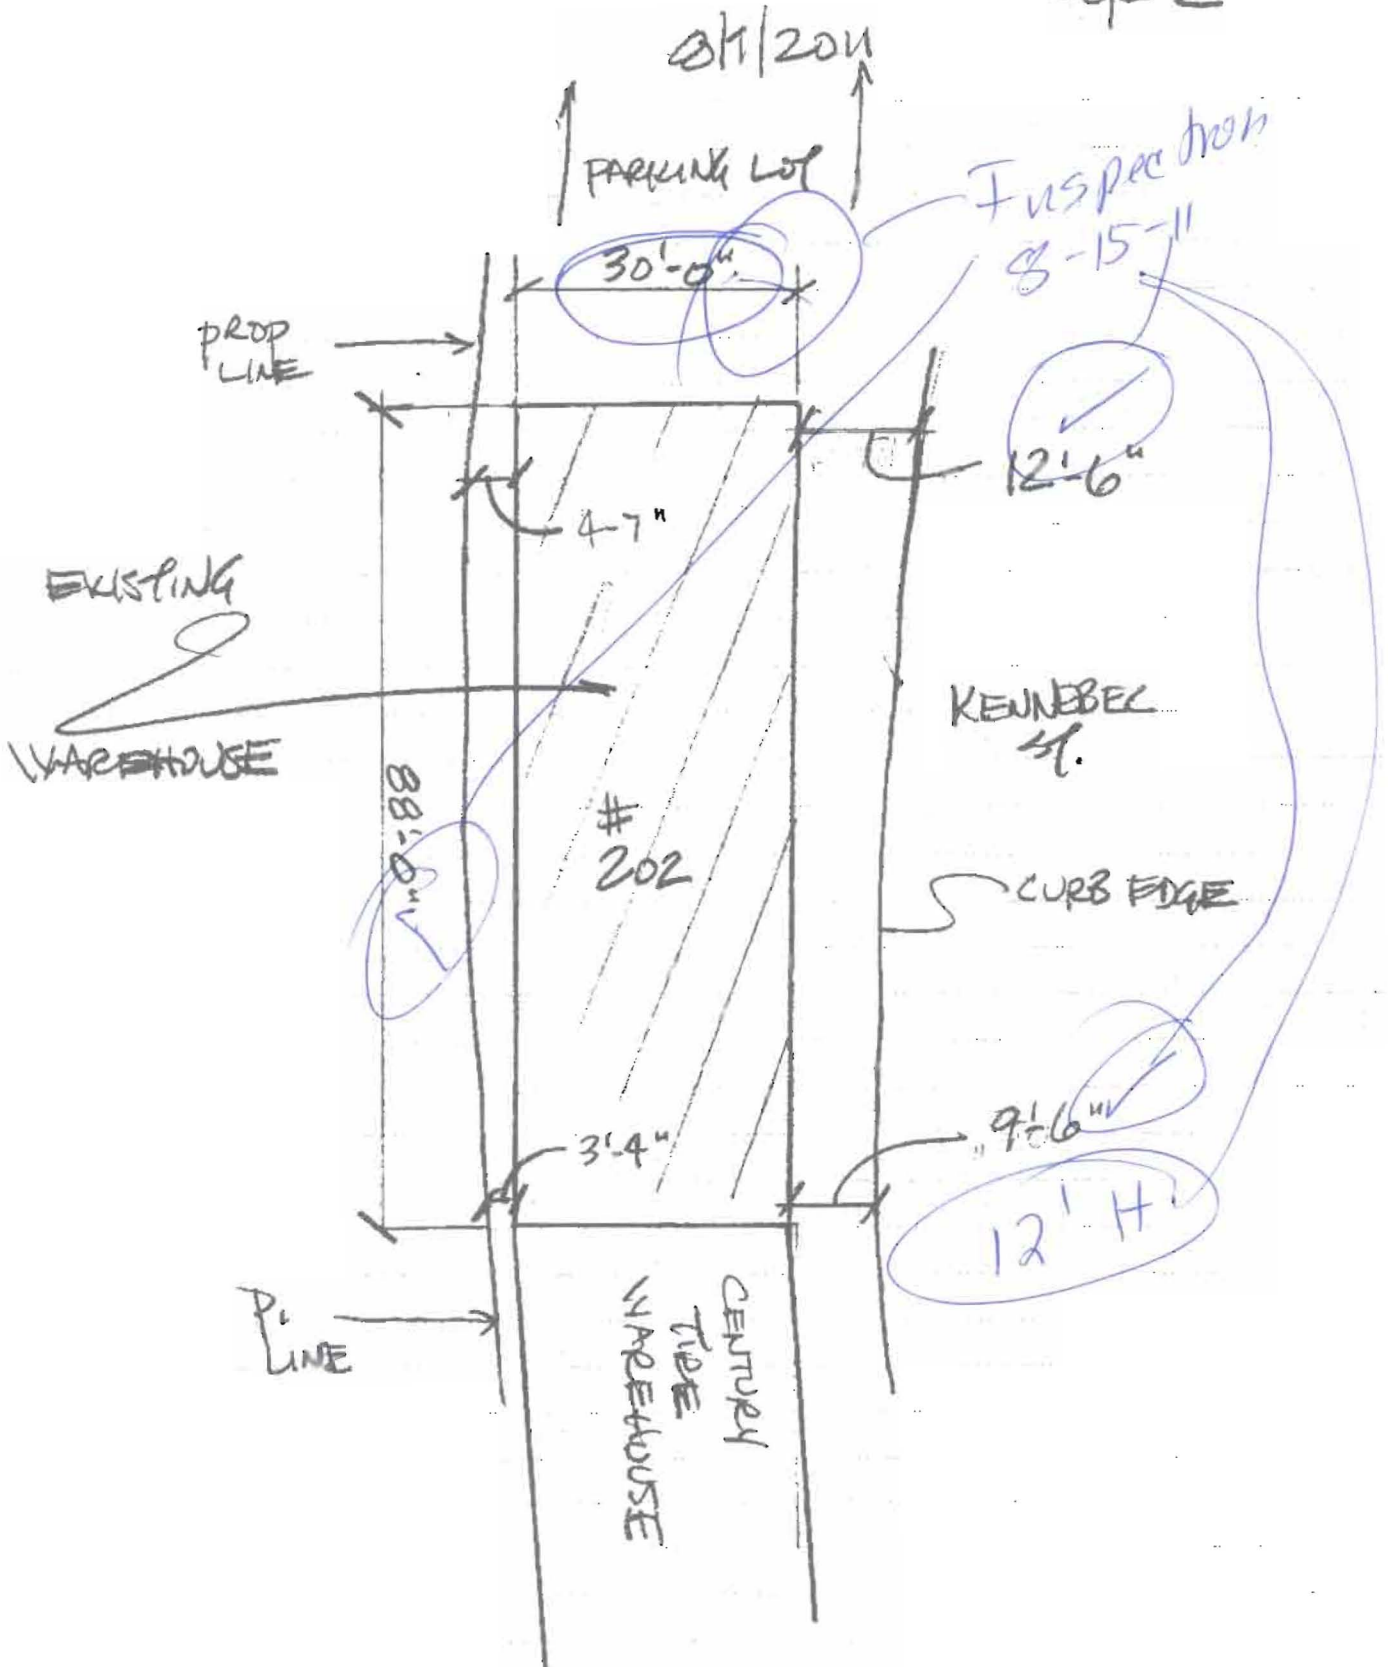 8/1/2011
PARKING LOT
Inspection
8-15-11
30'-0"
PROP
LINE
12'-6"
4-7"
EXISTING
WAREHOUSE
KENNEBEC
ST.
88'-0"
#
202
CURB EDGE
9'-6"
3'-4"
12' H
P.
LINE
CENTURY
TIRE
WAREHOUSE